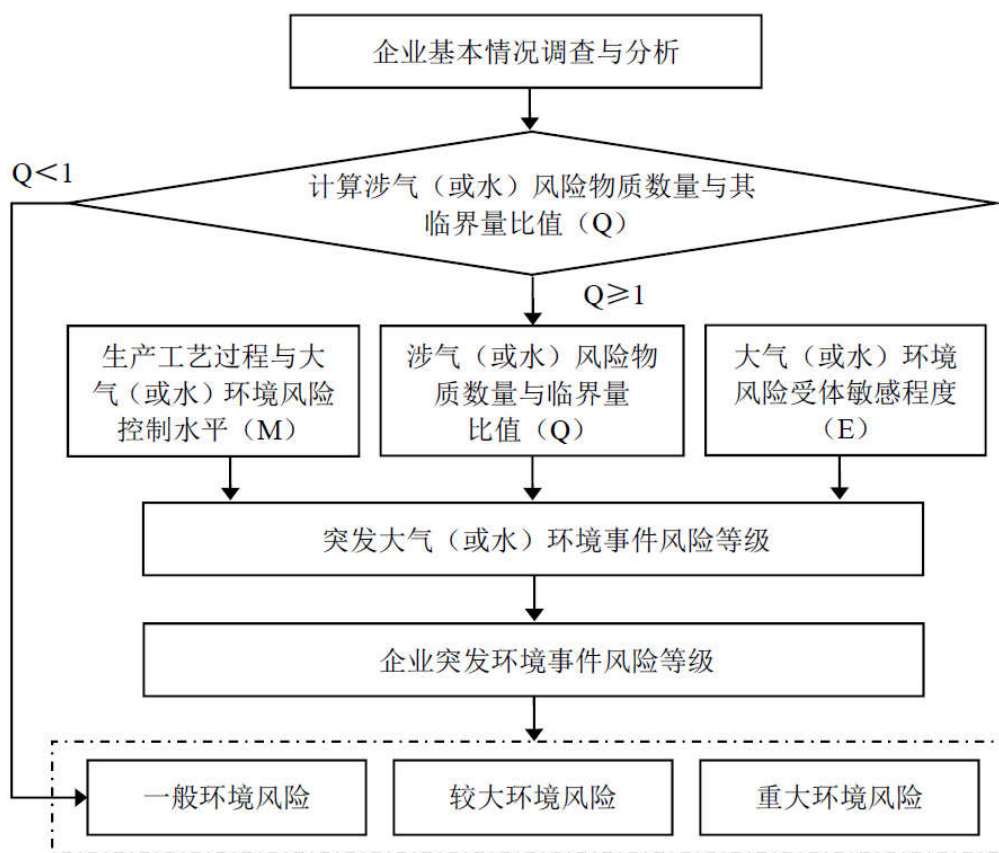 企业基本情况调查与分析
Q＜1
计算涉气（或水）风险物质数量与其
临界量比值（Q）
Q≥1
生产工艺过程与大
气（或水）环境风险
控制水平（M）
涉气（或水）风险物
质数量与临界量
比值（Q）
大气（或水）环境
风险受体敏感程度
（E）
突发大气（或水）环境事件风险等级
企业突发环境事件风险等级
一般环境风险
较大环境风险
重大环境风险